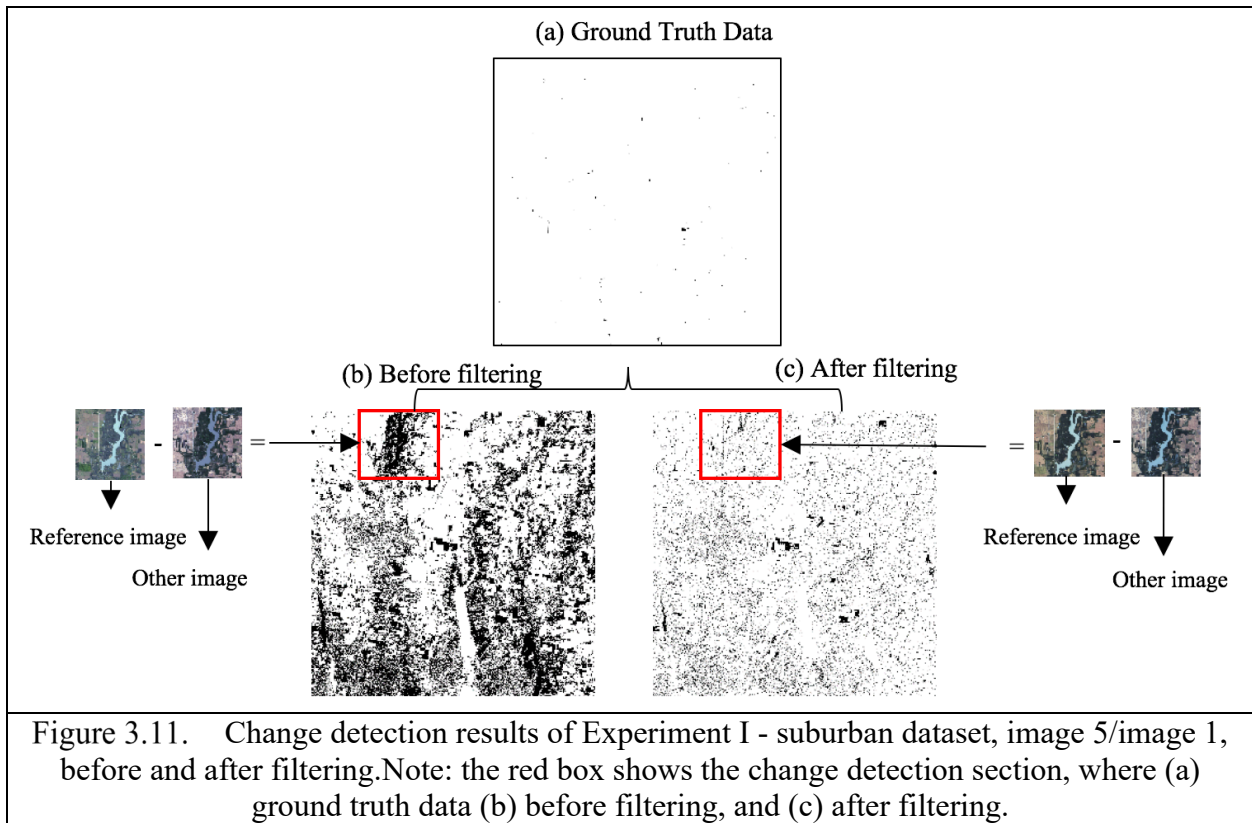 (a) Ground Truth Data
(b) Before filtering
(c) After filtering
- =
= -
Reference image
Other image
Reference image
Other image
Figure 3.11. Change detection results of Experiment I - suburban dataset, image 5/image 1,
before and after filtering.Note: the red box shows the change detection section, where (a)
ground truth data (b) before filtering, and (c) after filtering.